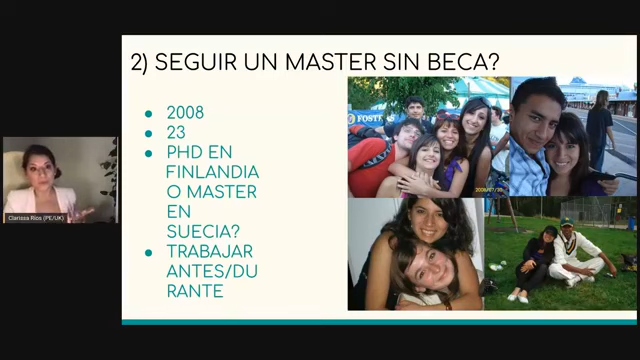 2) SEGUIR UN MASTER SIN BECA?
2008
23
PHD EN
FINLANDIA
O MASTER
EN
SUECIA?
TRABAJAR
ANTES/DU
RANTE
FOSTER'S
Clarissa Rios (PE/UK)